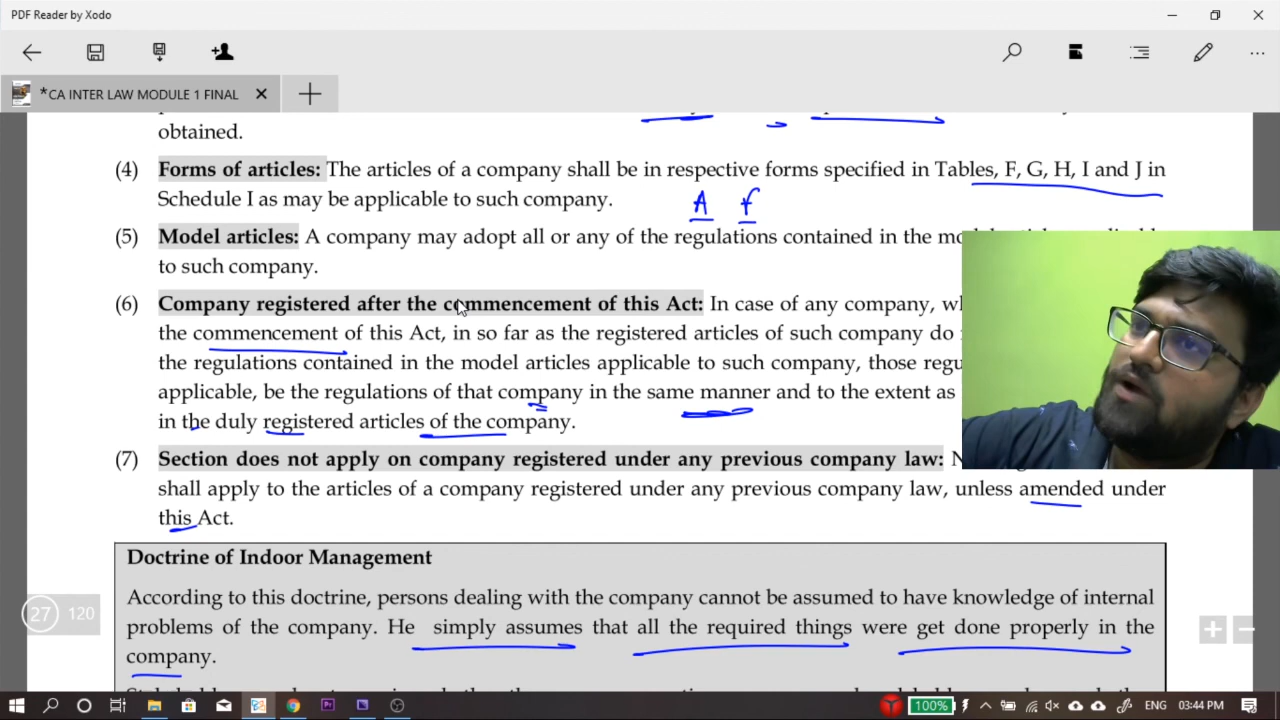 PDF Reader by Xodo
*CA INTER LAW MODULE 1 FINAL
obtained.
(4) Forms of articles: The articles of a company shall be in respective forms specified in Tables, F, G, H, I and J in
Schedule I as may be applicable to such company.
A f
(5) Model articles: A company may adopt all or any of the regulations contained in the
to such company.
(6) Company registered after the commencement of this Act: In case of any company,
the commencement of this Act, in so far as the registered articles of such company do
the regulations contained in the model articles applicable to such company, those
applicable, be the regulations of that company in the same manner and to the extent as
in the duly registered articles of the company.
(7) Section does not apply on company registered under any previous company law:
shall apply to the articles of a company registered under any previous company law, unless amended under
this Act.
Doctrine of Indoor Management
According to this doctrine, persons dealing with the company cannot be assumed to have knowledge of internal
problems of the company. He simply assumes that all the required things were get done properly in the
company.
27 120
100% ENG 03:44 PM